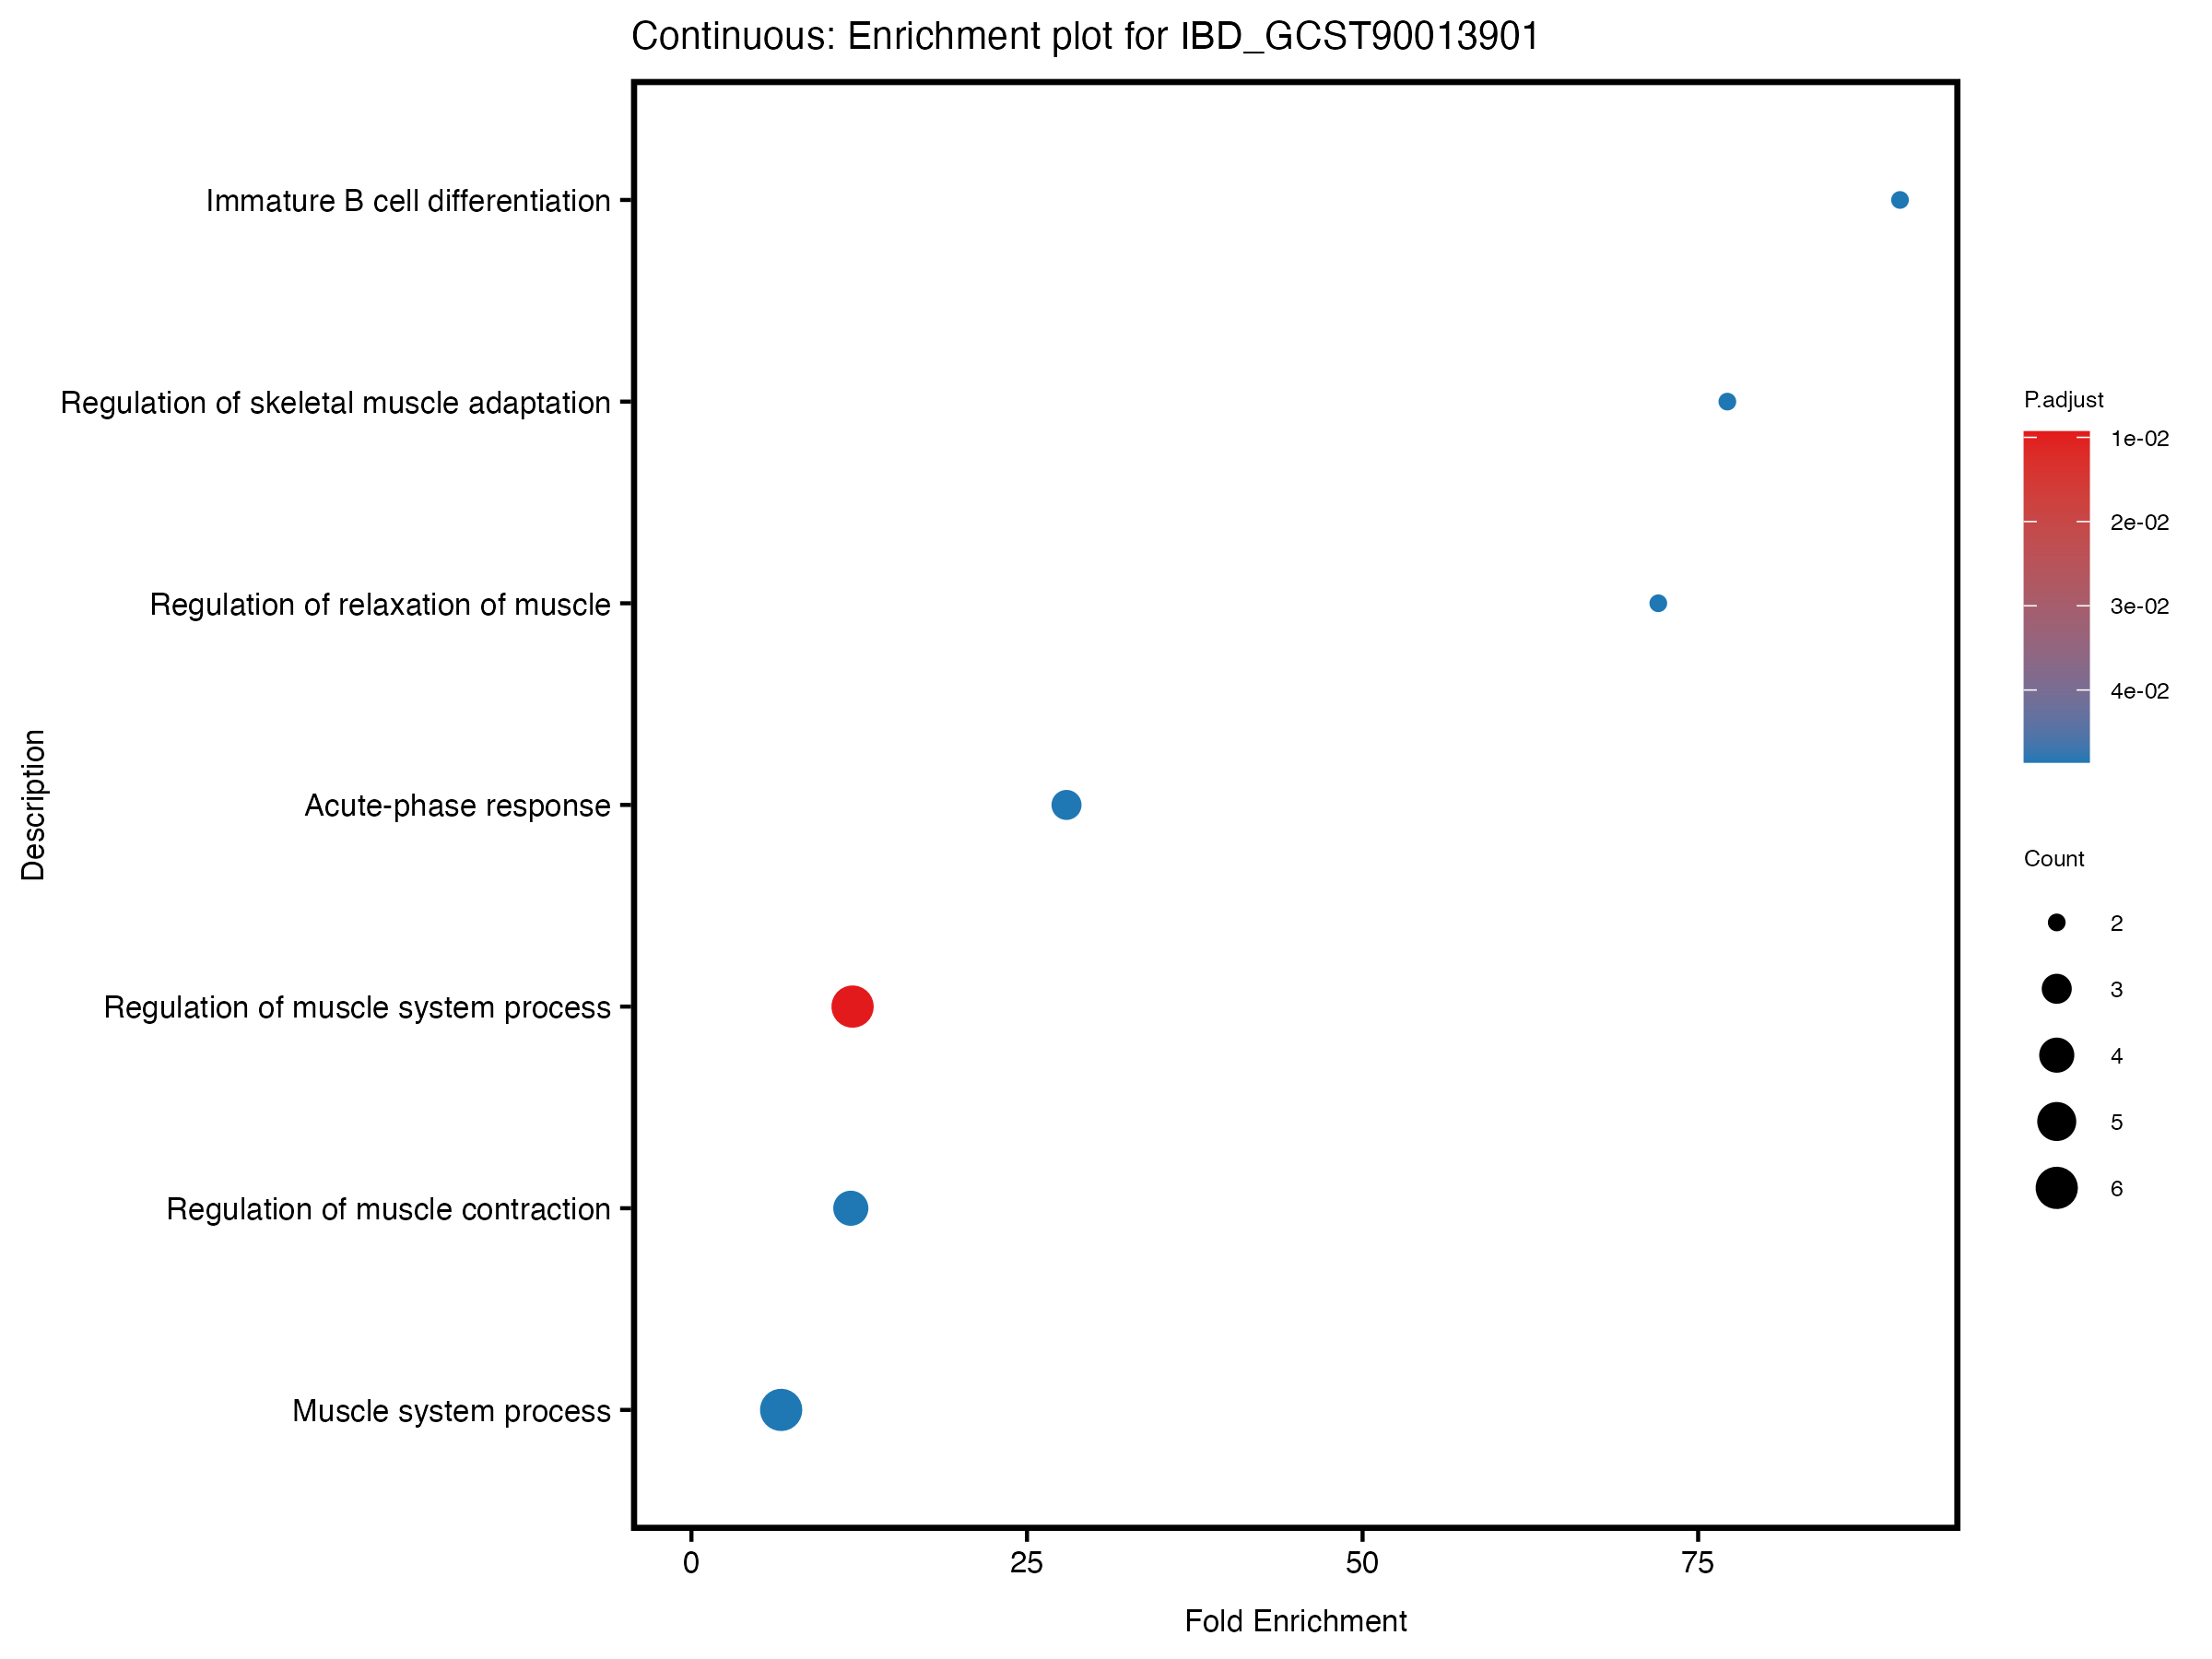 Continuous: Enrichment plot for IBD_GCST90013901
Immature B cell differentiation
Regulation of skeletal muscle adaptation
Regulation of relaxation of muscle
Acute-phase response
Regulation of muscle system process
Regulation of muscle contraction
Muscle system process
Description
0 25 50 75
Fold Enrichment
P.adjust
1e-02
2e-02
3e-02
4e-02
Count
2
3
4
5
6